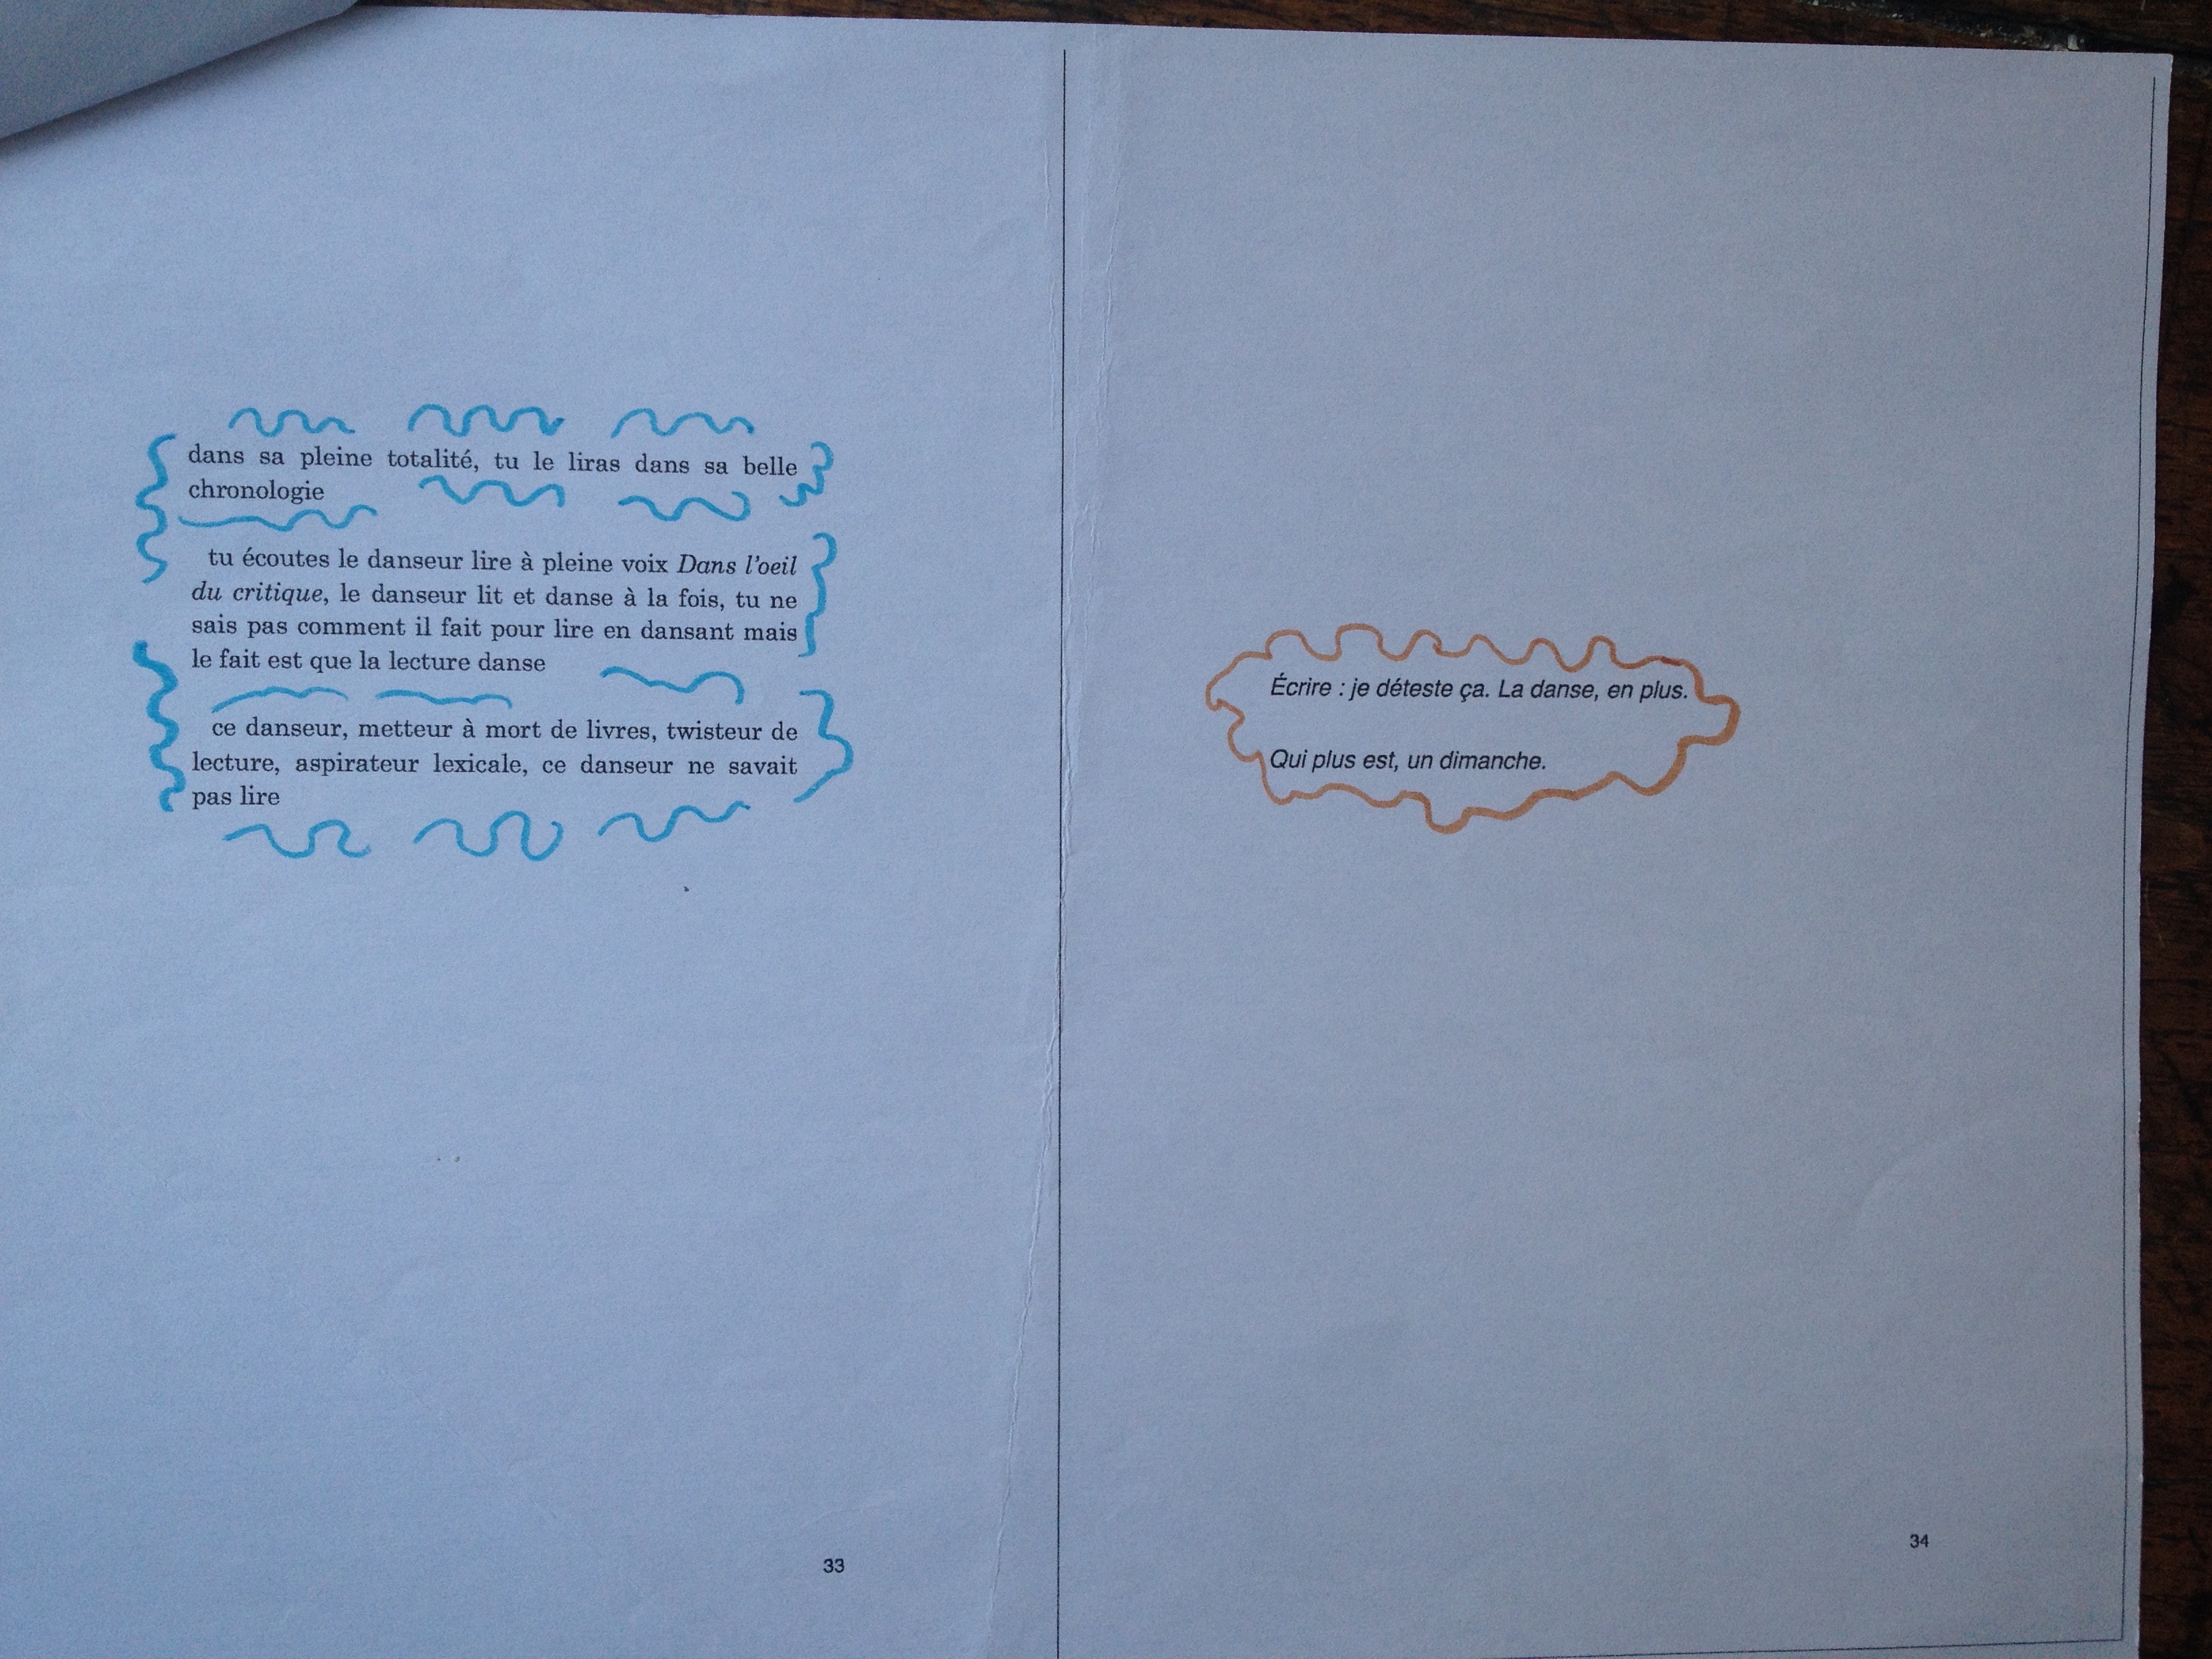 dans sa pleine totalité, tu le liras dans sa belle
chronologie
tu écoutes le danseur lire à pleine voix Dans l'oeil
du critique, le danseur lit et danse à la fois, tu ne
sais pas comment il fait pour lire en dansant mais
le fait est que la lecture danse
ce danseur, metteur à mort de livres, twisteur de
lecture, aspirateur lexicale, ce danseur ne savait
pas lire
33
Écrire : je déteste ça. La danse, en plus.
Qui plus est, un dimanche.
34